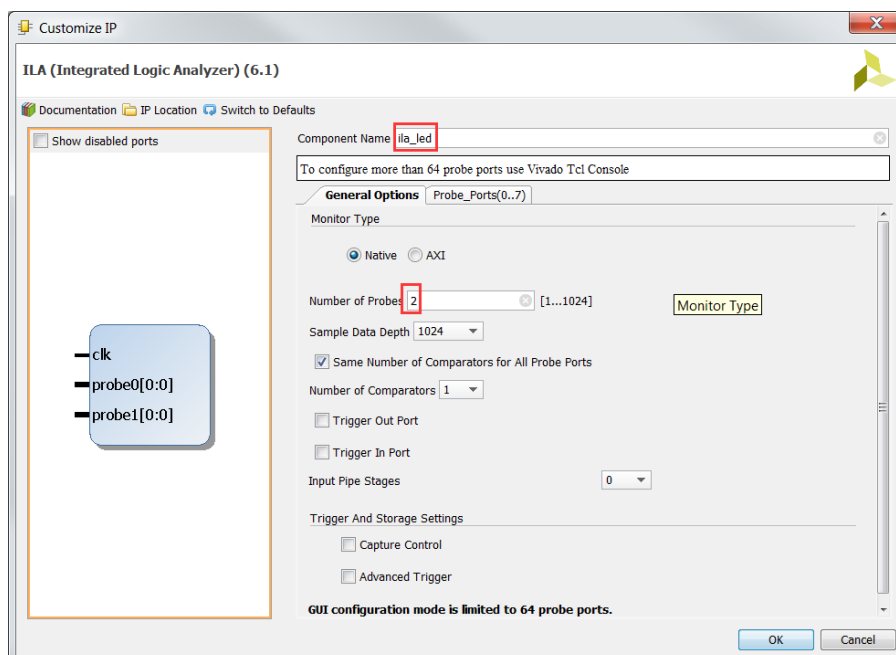 Customize IP
ILA (Integrated Logic Analyzer) (6.1)
Documentation IP Location Switch to Defaults
Show disabled ports
Component Name ila_led
To configure more than 64 probe ports use Vivado Tcl Console
General Options Probe_Ports(0..7)
Monitor Type
Native AXI
Number of Probes 2 [1...1024]
Monitor Type
Sample Data Depth 1024
Same Number of Comparators for All Probe Ports
Number of Comparators 1
Trigger Out Port
Trigger In Port
Input Pipe Stages 0
Trigger And Storage Settings
Capture Control
Advanced Trigger
GUI configuration mode is limited to 64 probe ports.
clk
probe0[0:0]
probe1[0:0]
OK Cancel